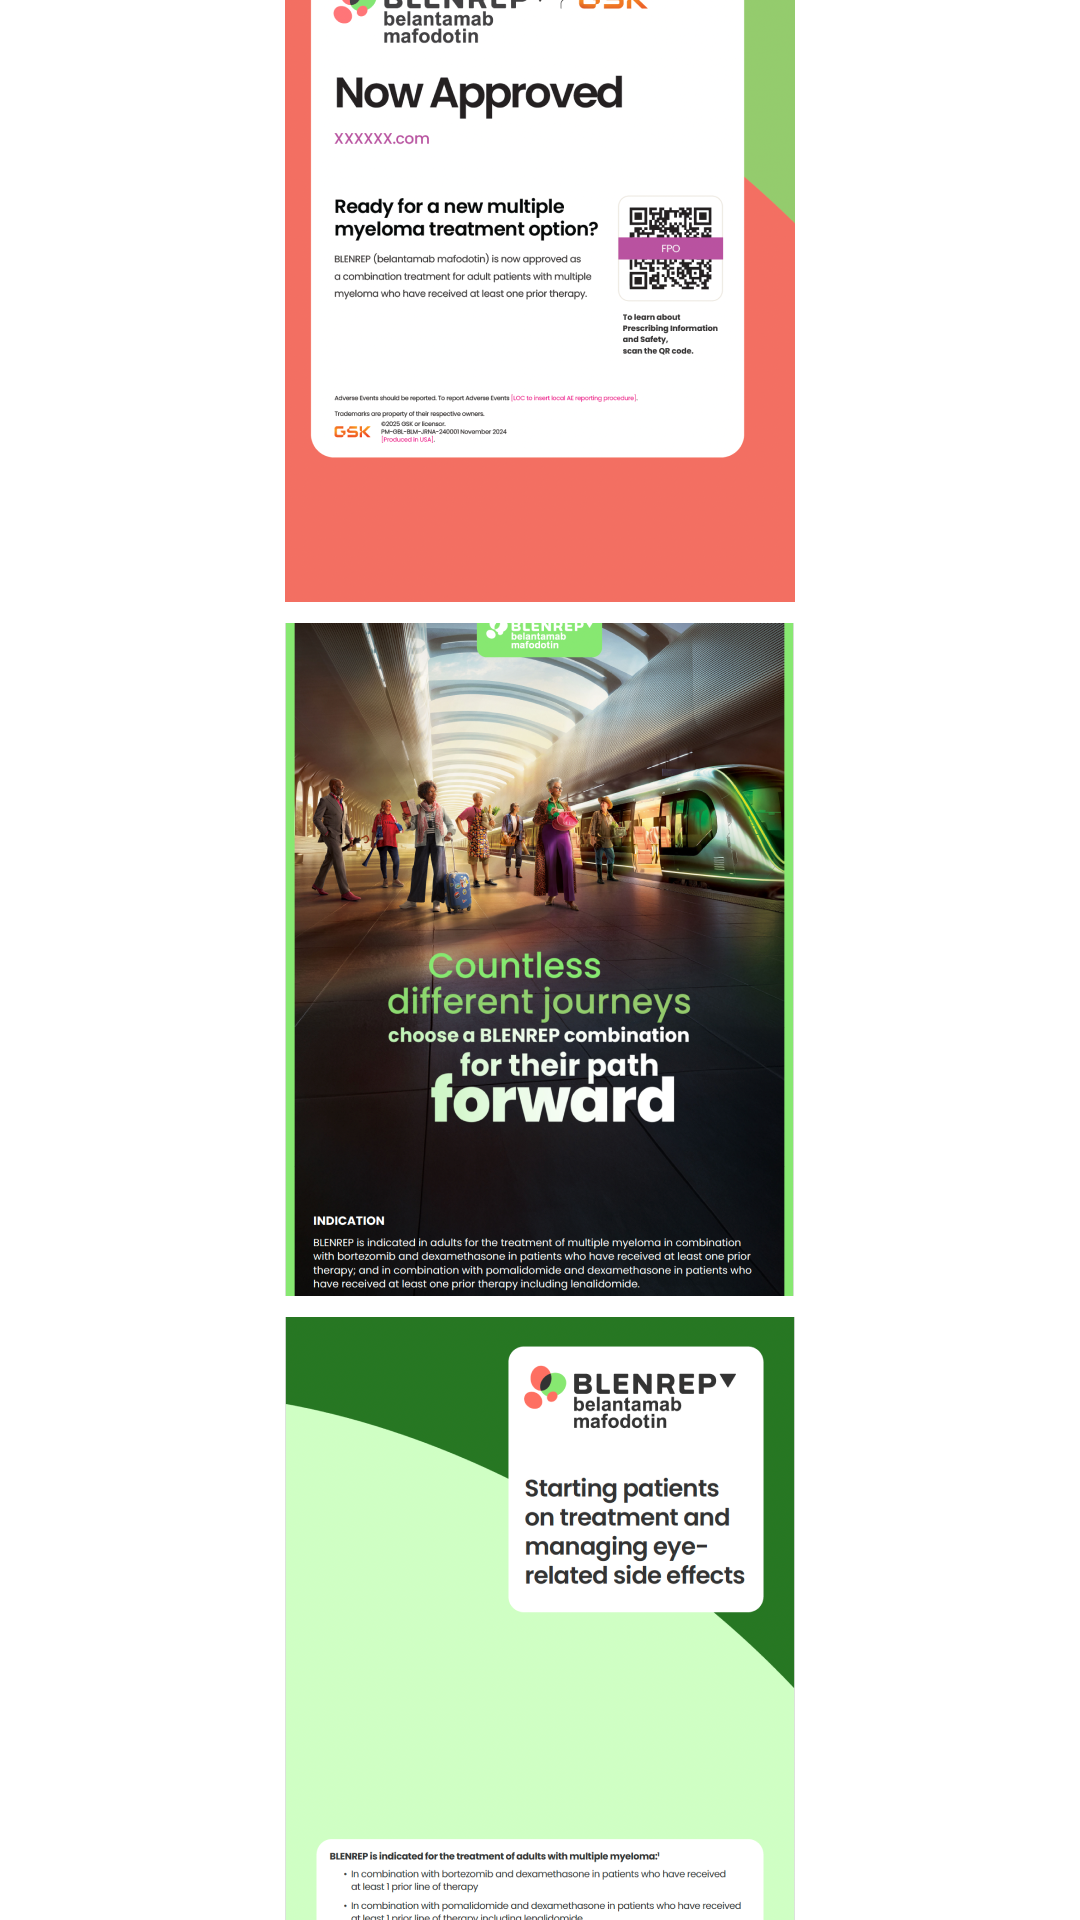 BLENREP
GSK
belantamab
mafodotin
Now Approved
XXXXXX.com
Ready for a new multiple
myeloma treatment option?
BLENREP (belantamab mafodotin) is now approved as
a combination treatment for adult patients with multiple
myeloma who have received at least one prior therapy.
FPO
To learn about
Prescribing Information
and Safety,
scan the QR code.
Adverse Events should be reported. To report Adverse Events [LOC to insert local AE reporting procedure].
Trademarks are property of their respective owners.
GSK
©2025 GSK or licensor.
PM-GBL-BLM-JRNA-240001 November 2024
[Produced in USA].
BLENREP▼
belantamab
mafodotin
Countless
different journeys
choose a BLENREP combination
for their path
forward
INDICATION
BLENREP is indicated in adults for the treatment of multiple myeloma in combination
with bortezomib and dexamethasone in patients who have received at least one prior
therapy; and in combination with pomalidomide and dexamethasone in patients who
have received at least one prior therapy including lenalidomide.
BLENREP▼
belantamab
mafodotin
Starting patients
on treatment and
managing eye-
related side effects
BLENREP is indicated for the treatment of adults with multiple myeloma:¹
• In combination with bortezomib and dexamethasone in patients who have received
at least 1 prior line of therapy
• In combination with pomalidomide and dexamethasone in patients who have received
at least 1 prior line of therapy including lenalidomide